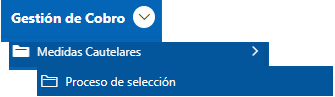 Gestión de Cobro
Medidas Cautelares
Proceso de selección